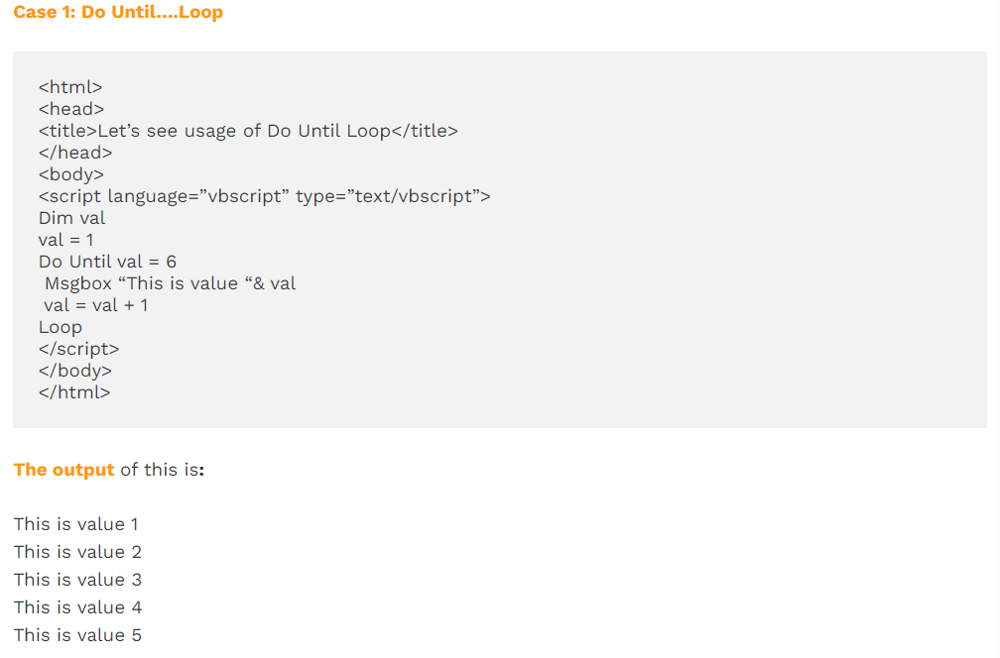 Case 1: Do Until….Loop
<html>
<head>
<title>Let’s see usage of Do Until Loop</title>
</head>
<body>
<script language=”vbscript” type=”text/vbscript”>
Dim val
val = 1
Do Until val = 6
Msgbox “This is value “& val
val = val + 1
Loop
</script>
</body>
</html>
The output of this is:
This is value 1
This is value 2
This is value 3
This is value 4
This is value 5